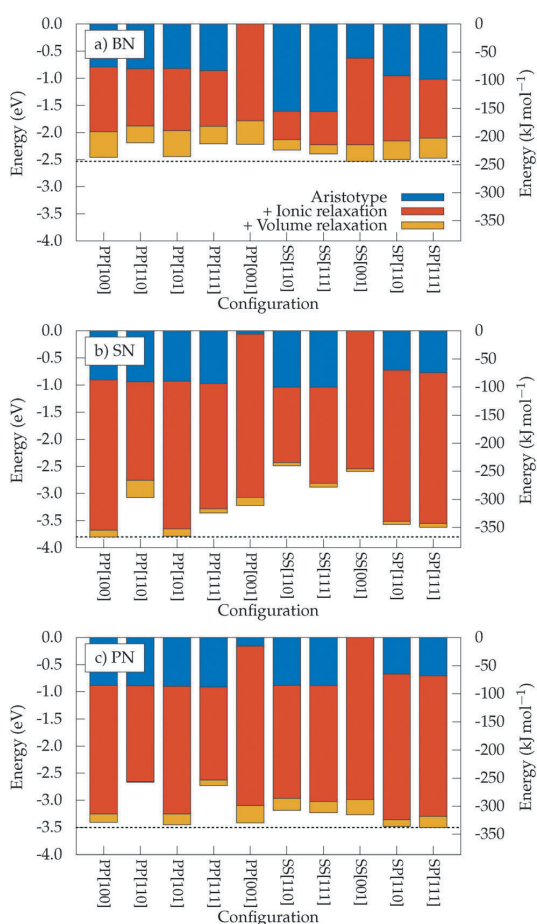 a) BN
Energy (eV)
0.0
-0.5
-1.0
-1.5
-2.0
-2.5
-3.0
-3.5
-4.0
0
-50
-100
-150
-200
-250
-300
-350
Energy (kJ mol⁻¹)
Aristotype
+ Ionic relaxation
+ Volume relaxation
PP[100]
PP[110]
PP[101]
PP[111]
PP[001]
SS[110]
SS[111]
SS[001]
SP[110]
SP[111]
Configuration
b) SN
Energy (eV)
0.0
-0.5
-1.0
-1.5
-2.0
-2.5
-3.0
-3.5
-4.0
0
-50
-100
-150
-200
-250
-300
-350
Energy (kJ mol⁻¹)
PP[100]
PP[110]
PP[101]
PP[111]
PP[001]
SS[110]
SS[111]
SS[001]
SP[110]
SP[111]
Configuration
c) PN
Energy (eV)
0.0
-0.5
-1.0
-1.5
-2.0
-2.5
-3.0
-3.5
-4.0
0
-50
-100
-150
-200
-250
-300
-350
Energy (kJ mol⁻¹)
PP[100]
PP[110]
PP[101]
PP[111]
PP[001]
SS[110]
SS[111]
SS[001]
SP[110]
SP[111]
Configuration